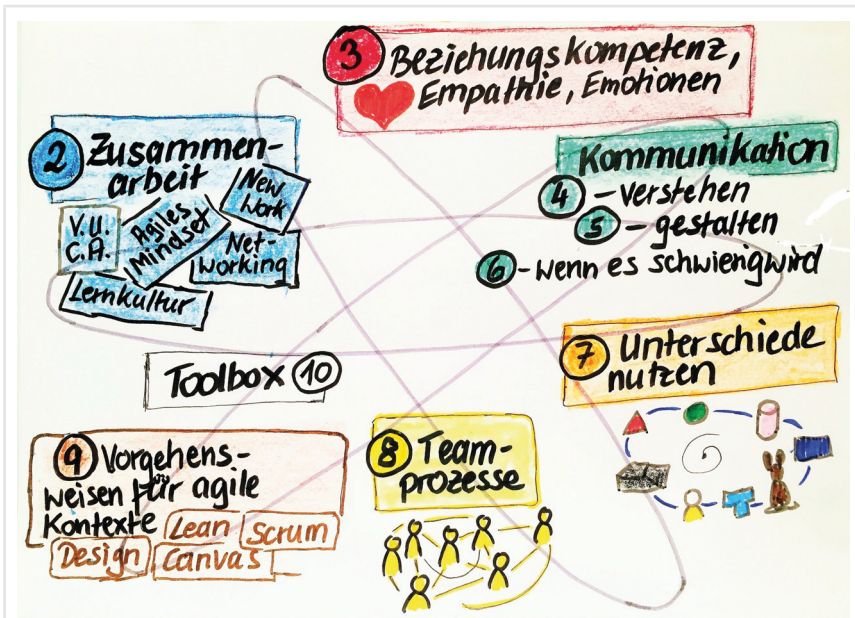 3 Beziehungskompetenz,
Empathie, Emotionen
2 Zusammen-
arbeit
New
Work
V.U.
C.A.
Agiles
Mindset
Net-
working
Lernkultur
Kommunikation
4 – verstehen
5 – gestalten
6 – wenn es schwierig wird
7 Unterschiede
nutzen
Toolbox 10
8 Team-
prozesse
9 Vorgehens-
weisen für agile
Kontexte
Lean Scrum
Design Canvas